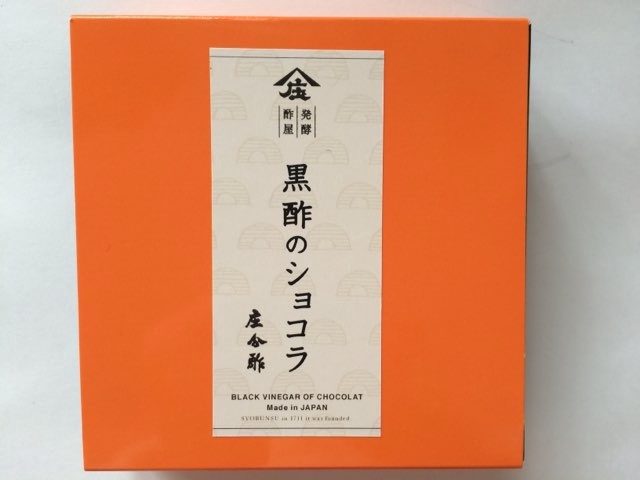 庄
発酵
酢屋
黒酢のショコラ
庄分酢
BLACK VINEGAR OF CHOCOLAT
Made in JAPAN
SYOBUNSU in 1711 it was founded